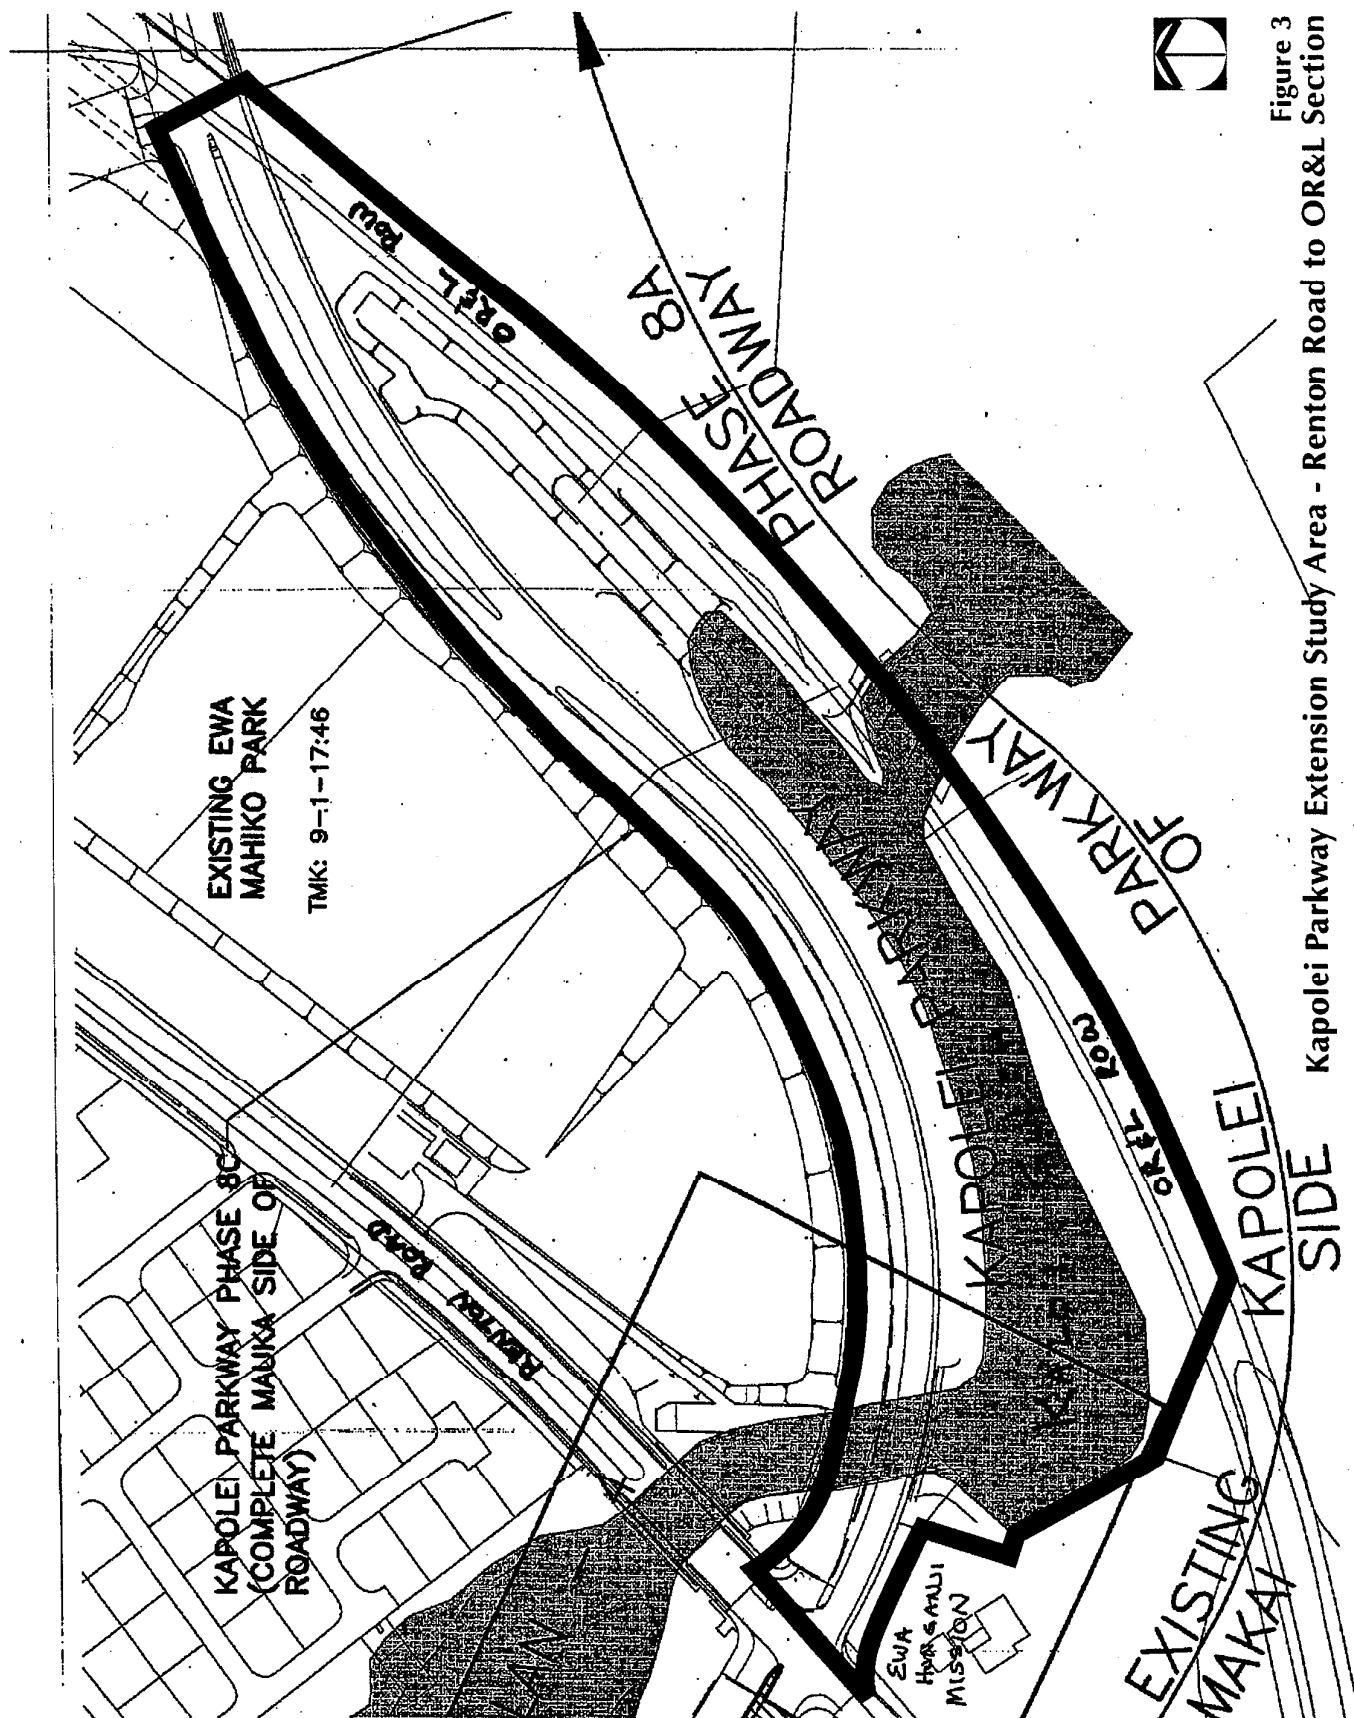 KAPOLEI PARKWAY PHASE 8C
(COMPLETE MAUKA SIDE OF
ROADWAY)
EXISTING EWA
MAHIKO PARK
TMK: 9-1-17:46
RENTON ROAD
OR&L ROW
PHASE 8A
ROADWAY
KAPOLEI PARKWAY
OR&L ROW
EWA
HONGWANJI
MISSION
EXISTING KAPOLEI PARKWAY
MAKAI SIDE OF
Figure 3
Kapolei Parkway Extension Study Area - Renton Road to OR&L Section